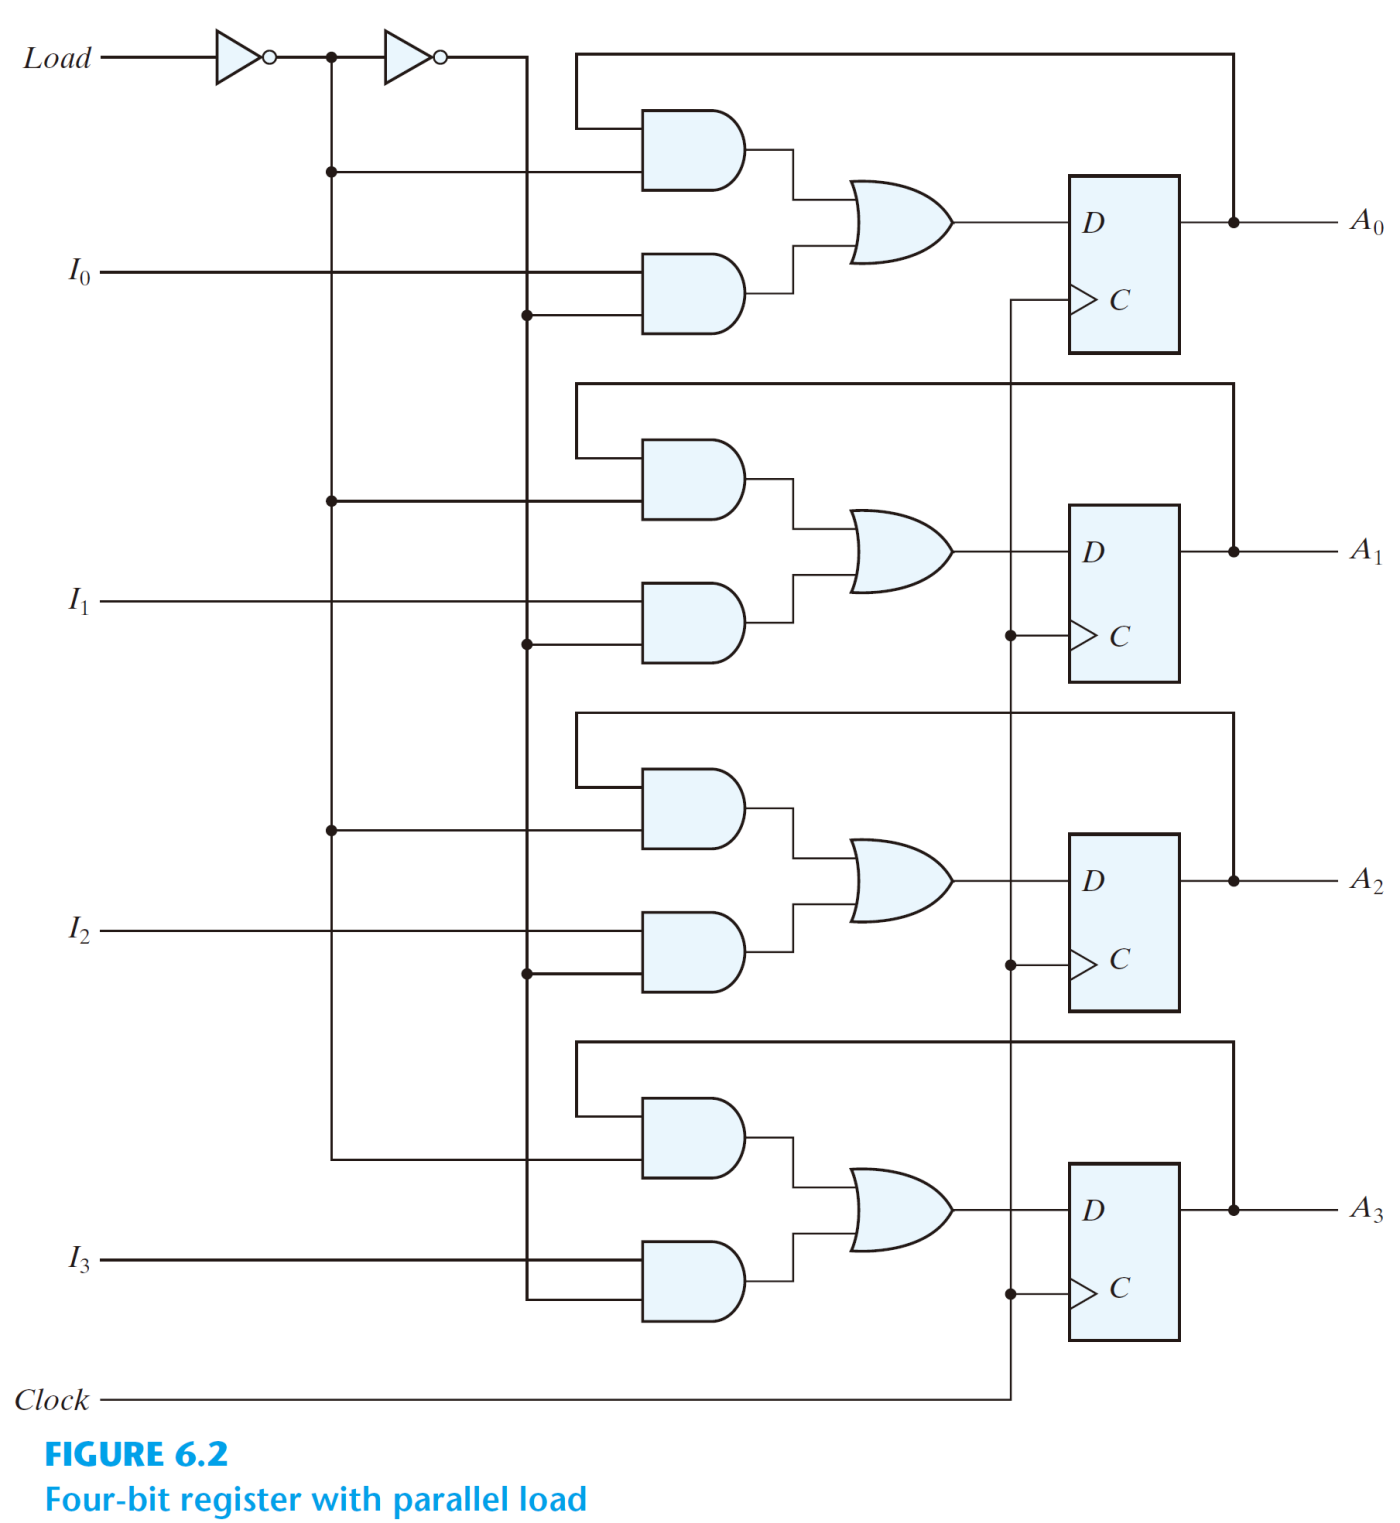 Load
A₀
D
I₀
C
A₁
D
I₁
C
A₂
D
I₂
C
A₃
D
I₃
C
Clock
FIGURE 6.2
Four-bit register with parallel load